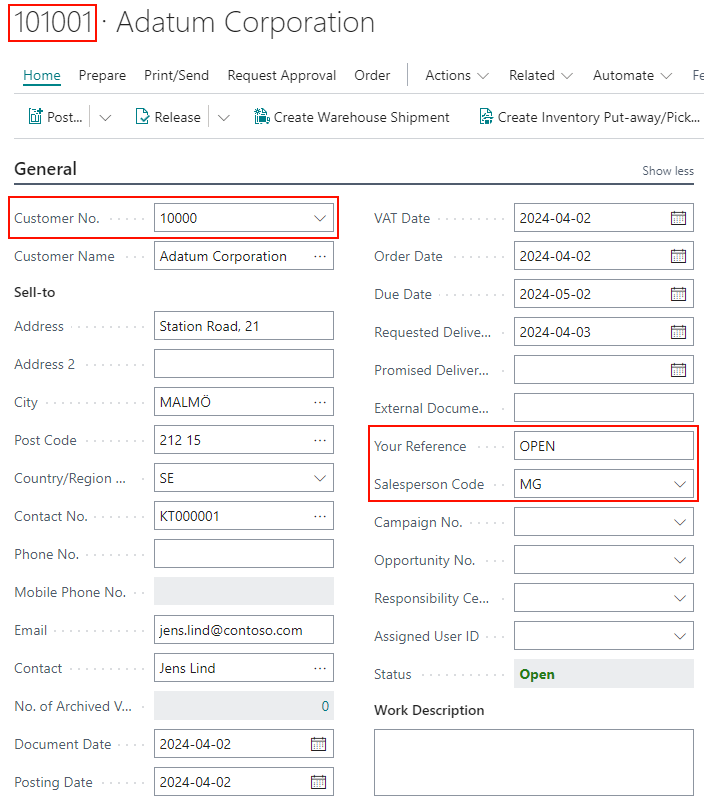 101001 · Adatum Corporation
Home Prepare Print/Send Request Approval Order Actions Related Automate Fe
Post... Release Create Warehouse Shipment Create Inventory Put-away/Pick...
General Show less
Customer No. 10000
Customer Name Adatum Corporation ...
Sell-to
Address Station Road, 21
Address 2
City MALMÖ ...
Post Code 212 15 ...
Country/Region ... SE
Contact No. KT000001 ...
Phone No.
Mobile Phone No.
Email jens.lind@contoso.com
Contact Jens Lind ...
No. of Archived V... 0
Document Date 2024-04-02
Posting Date 2024-04-02
VAT Date 2024-04-02
Order Date 2024-04-02
Due Date 2024-05-02
Requested Delive... 2024-04-03
Promised Deliver...
External Docume...
Your Reference OPEN
Salesperson Code MG
Campaign No.
Opportunity No.
Responsibility Ce...
Assigned User ID
Status Open
Work Description